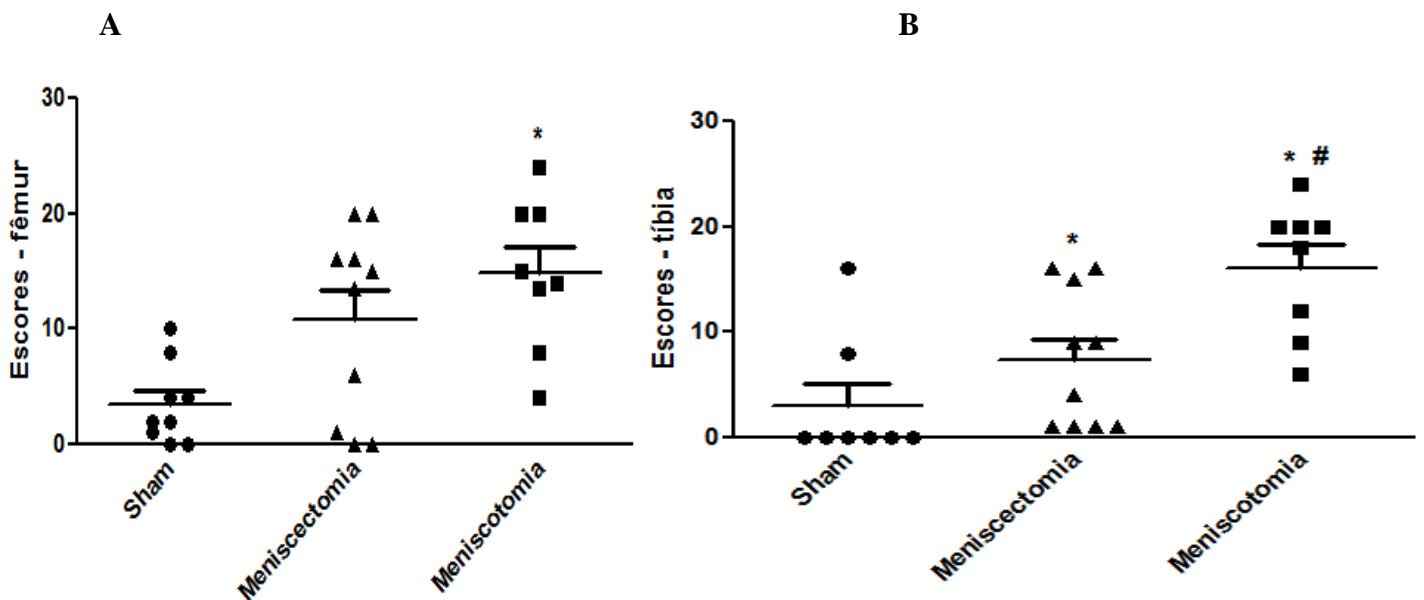 A
B
Escores - fêmur
30
20
10
0
*
Sham
Meniscectomia
Meniscotomia
Escores - tíbia
30
20
10
0
*
* #
Sham
Meniscectomia
Meniscotomia